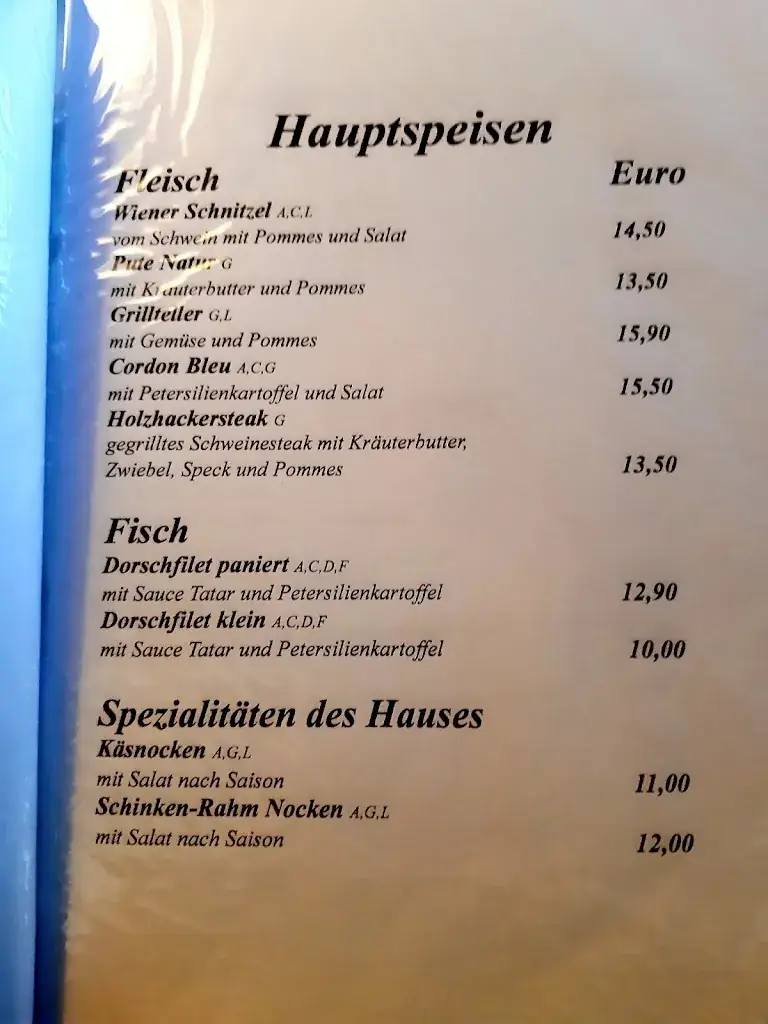 Hauptspeisen
Fleisch Euro
Wiener Schnitzel A,C,L
vom Schwein mit Pommes und Salat 14,50
Pute Natur G
mit Kräuterbutter und Pommes 13,50
Grillteller G,L
mit Gemüse und Pommes 15,90
Cordon Bleu A,C,G
mit Petersilienkartoffel und Salat 15,50
Holzhackersteak G
gegrilltes Schweinesteak mit Kräuterbutter,
Zwiebel, Speck und Pommes 13,50
Fisch
Dorschfilet paniert A,C,D,F
mit Sauce Tatar und Petersilienkartoffel 12,90
Dorschfilet klein A,C,D,F
mit Sauce Tatar und Petersilienkartoffel 10,00
Spezialitäten des Hauses
Käsnocken A,G,L
mit Salat nach Saison 11,00
Schinken-Rahm Nocken A,G,L
mit Salat nach Saison 12,00